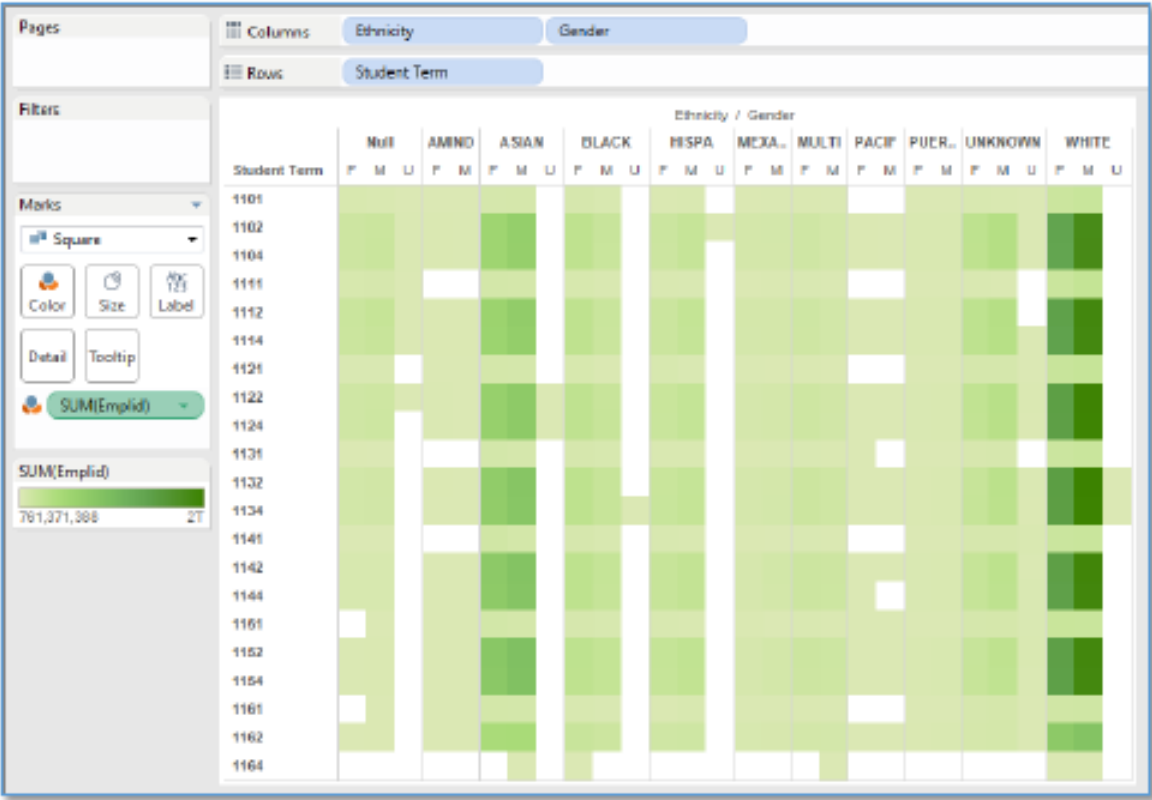 Pages
Columns Ethnicity Gender
Rows Student Term
Filters
Ethnicity / Gender
Null AMIND ASIAN BLACK HISPA MEXA.. MULTI PACIF PUER.. UNKNOWN WHITE
Student Term F M U F M F M U F M U F M U F M F M F M F M F M U F M U
Marks
Square
Color Size Label
Abc
123
Detail Tooltip
SUM(Emplid)
SUM(Emplid)
761,371,388 2T
1101
1102
1104
1111
1112
1114
1121
1122
1124
1131
1132
1134
1141
1142
1144
1152
1154
1161
1162
1164